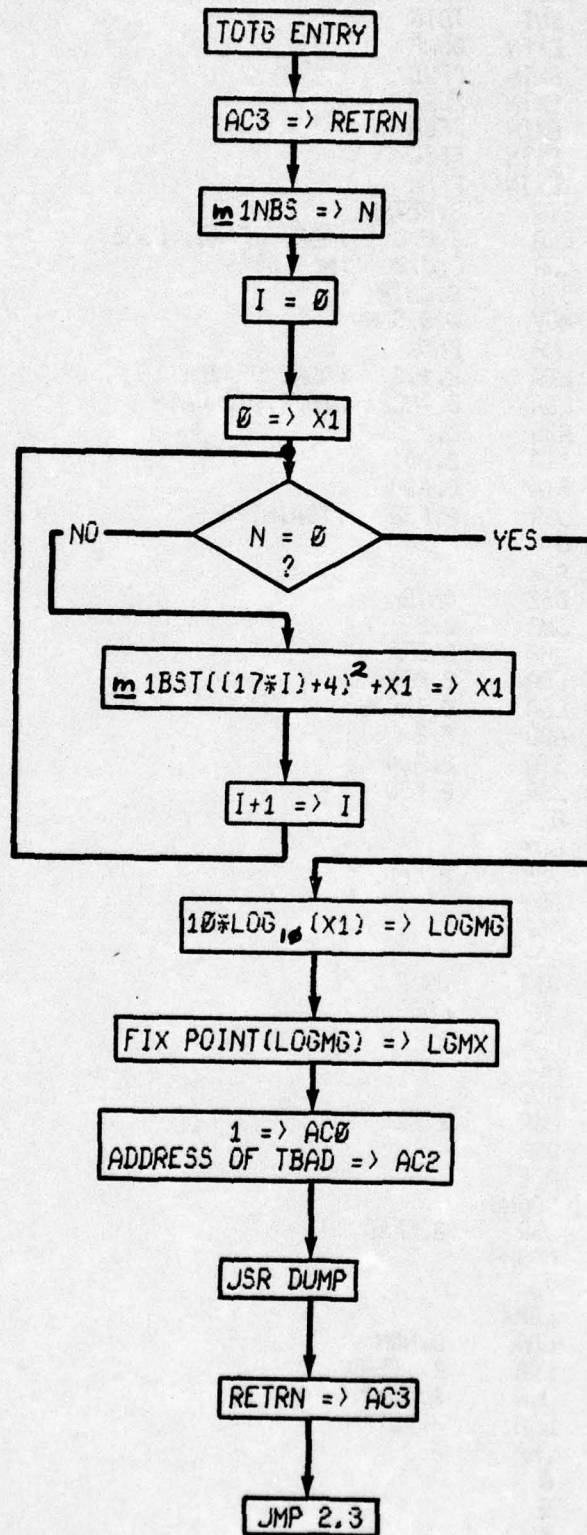 TOTG ENTRY
AC3 => RETRN
m 1NBS => N
I = Ø
Ø => X1
N = Ø
?
NO
YES
m 1BST((17*I)+4)²+X1 => X1
I+1 => I
1Ø*LOG₁Ø(X1) => LOGMG
FIX POINT(LOGMG) => LGMX
1 => ACØ
ADDRESS OF TBAD => AC2
JSR DUMP
RETRN => AC3
JMP 2.3